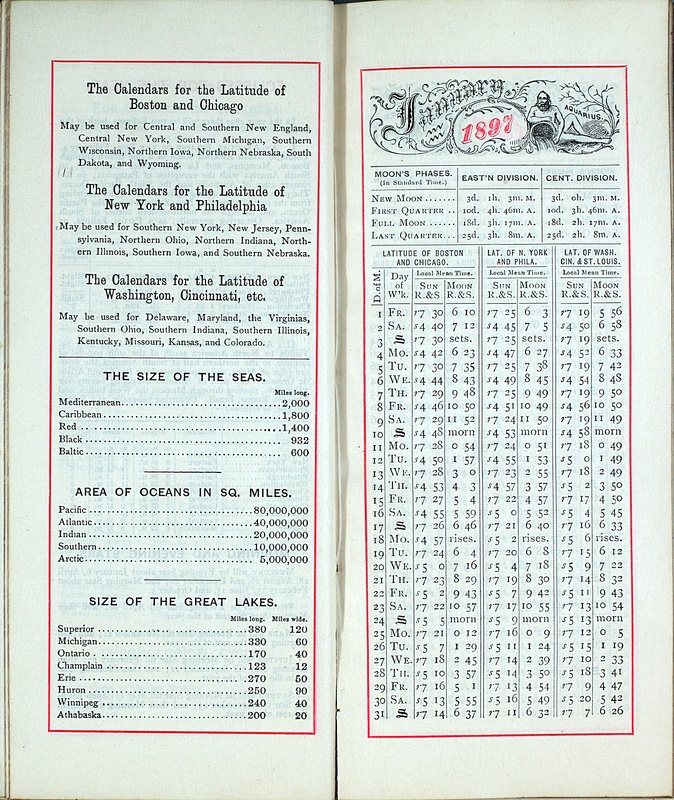 The Calendars for the Latitude of
Boston and Chicago
May be used for Central and Southern New England,
Central New York, Southern Michigan, Southern
Wisconsin, Northern Iowa, Northern Nebraska, South
Dakota, and Wyoming.
The Calendars for the Latitude of
New York and Philadelphia
May be used for Southern New York, New Jersey, Penn-
sylvania, Northern Ohio, Northern Indiana, North-
ern Illinois, Southern Iowa, and Southern Nebraska.
The Calendars for the Latitude of
Washington, Cincinnati, etc.
May be used for Delaware, Maryland, the Virginias,
Southern Ohio, Southern Indiana, Southern Illinois,
Kentucky, Missouri, Kansas, and Colorado.
THE SIZE OF THE SEAS.
Miles long.
Mediterranean 2,000
Caribbean 1,800
Red 1,400
Black 932
Baltic 600
AREA OF OCEANS IN SQ. MILES.
Pacific 80,000,000
Atlantic 40,000,000
Indian 20,000,000
Southern 10,000,000
Arctic 5,000,000
SIZE OF THE GREAT LAKES.
Miles long. Miles wide.
Superior 380 120
Michigan 330 60
Ontario 170 40
Champlain 123 12
Erie 270 50
Huron 250 90
Winnipeg 240 40
Athabaska 200 20
January
1897
AQUARIUS.
MOON'S PHASES. EAST'N DIVISION. CENT. DIVISION.
(In Standard Time.)
NEW MOON 3d. 1h. 3m. M. 3d. 0h. 3m. M.
FIRST QUARTER 10d. 4h. 46m. A. 10d. 3h. 46m. A.
FULL MOON 18d. 3h. 17m. A. 18d. 2h. 17m. A.
LAST QUARTER 25d. 3h. 8m. A. 25d. 2h. 8m. A.
LATITUDE OF BOSTON LAT. OF N. YORK LAT. OF WASH.
AND CHICAGO. AND PHILA. CIN. & ST. LOUIS.
D. of M. Day of W'k. Local Mean Time. Local Mean Time. Local Mean Time.
SUN MOON SUN MOON SUN MOON
R.&S. R.&S. R.&S. R.&S. R.&S. R.&S.
1 FR. r7 30 6 10 r7 25 6 3 r7 19 5 56
2 SA. s4 40 7 12 s4 45 7 5 s4 50 6 58
3 S r7 30 sets. r7 25 sets. r7 19 sets.
4 MO. s4 42 6 23 s4 47 6 27 s4 52 6 33
5 TU. r7 30 7 35 r7 25 7 38 r7 19 7 42
6 WE. s4 44 8 43 s4 49 8 45 s4 54 8 48
7 TH. r7 29 9 48 r7 25 9 49 r7 19 9 50
8 FR. s4 46 10 50 s4 51 10 49 s4 56 10 50
9 SA. r7 29 11 52 r7 24 11 50 r7 19 11 49
10 S s4 48 morn s4 53 morn s4 58 morn
11 MO. r7 28 0 54 r7 24 0 51 r7 18 0 49
12 TU. s4 50 1 57 s4 55 1 53 s5 0 1 49
13 WE. r7 28 3 0 r7 23 2 55 r7 18 2 49
14 TH. s4 53 4 3 s4 57 3 57 s5 2 3 50
15 FR. r7 27 5 4 r7 22 4 57 r7 17 4 50
16 SA. s4 55 5 59 s5 0 5 52 s5 4 5 45
17 S r7 26 6 46 r7 21 6 40 r7 16 6 33
18 MO. s4 57 rises. s5 2 rises. s5 6 rises.
19 TU. r7 24 6 4 r7 20 6 8 r7 15 6 12
20 WE. s5 0 7 16 s5 4 7 18 s5 9 7 22
21 TH. r7 23 8 29 r7 19 8 30 r7 14 8 32
22 FR. s5 2 9 43 s5 7 9 42 s5 11 9 43
23 SA. r7 22 10 57 r7 17 10 55 r7 13 10 54
24 S s5 5 morn s5 9 morn s5 13 morn
25 MO. r7 21 0 12 r7 16 0 9 r7 12 0 5
26 TU. s5 7 1 29 s5 11 1 24 s5 15 1 19
27 WE. r7 18 2 45 r7 14 2 39 r7 10 2 33
28 TH. s5 10 3 57 s5 14 3 50 s5 18 3 41
29 FR. r7 16 5 1 r7 13 4 54 r7 9 4 47
30 SA. s5 13 5 55 s5 16 5 49 s5 20 5 42
31 S r7 14 6 37 r7 11 6 32 r7 7 6 26